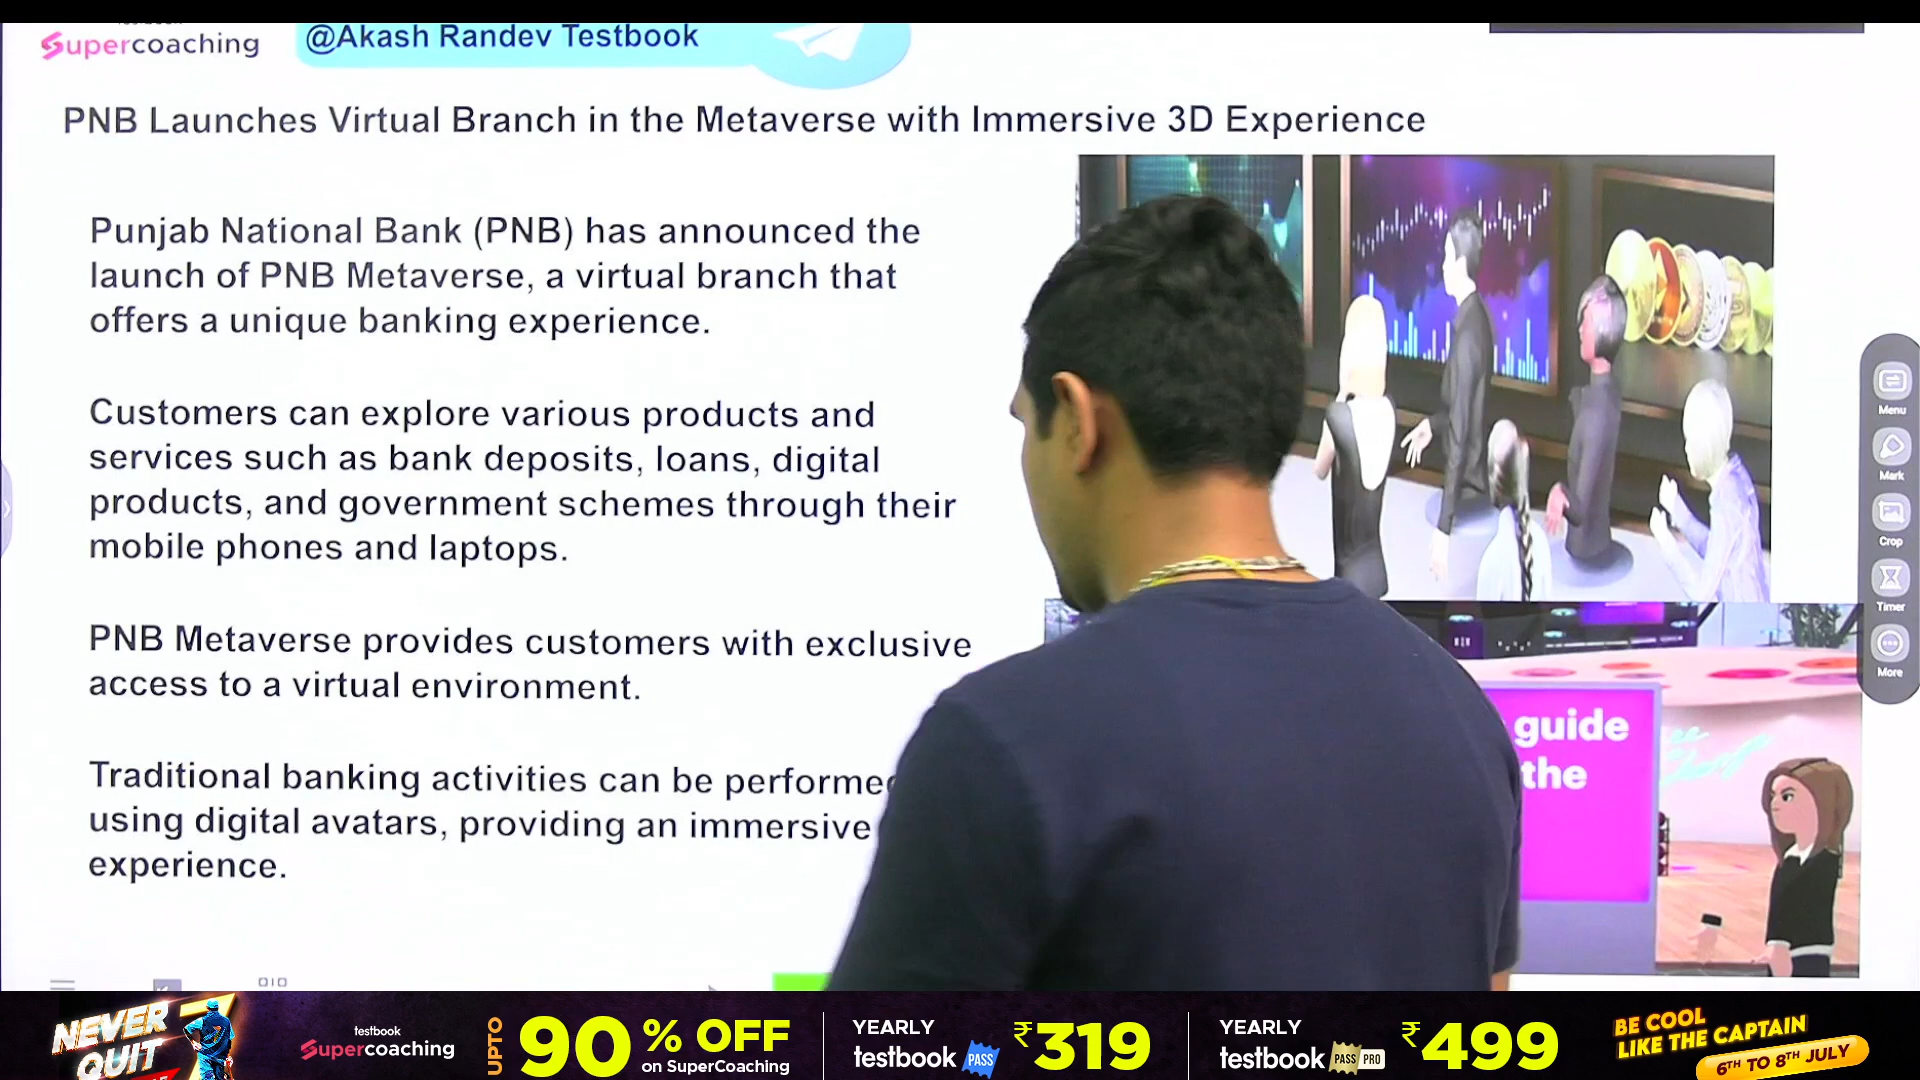 Supercoaching
@Akash Randev Testbook
PNB Launches Virtual Branch in the Metaverse with Immersive 3D Experience
Punjab National Bank (PNB) has announced the
launch of PNB Metaverse, a virtual branch that
offers a unique banking experience.
Customers can explore various products and
services such as bank deposits, loans, digital
products, and government schemes through their
mobile phones and laptops.
PNB Metaverse provides customers with exclusive
access to a virtual environment.
Traditional banking activities can be performed
using digital avatars, providing an immersive
experience.
guide
the
Menu
Mark
Crop
Timer
More
NEVER
QUIT
testbook
Supercoaching
UPTO
90% OFF
on SuperCoaching
YEARLY
testbook PASS
₹319
YEARLY
testbook PASS PRO
₹499
BE COOL
LIKE THE CAPTAIN
6TH TO 8TH JULY